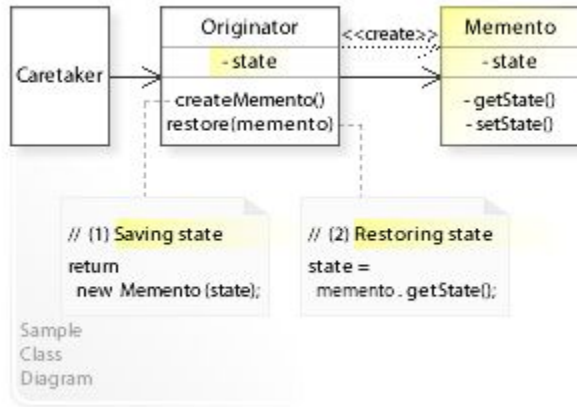 Caretaker
Originator
- state
createMemento()
restore(memento)
<<create>>
Memento
- state
- getState()
- setState()
// (1) Saving state
return
new Memento (state);
// (2) Restoring state
state =
memento . getState();
Sample
Class
Diagram